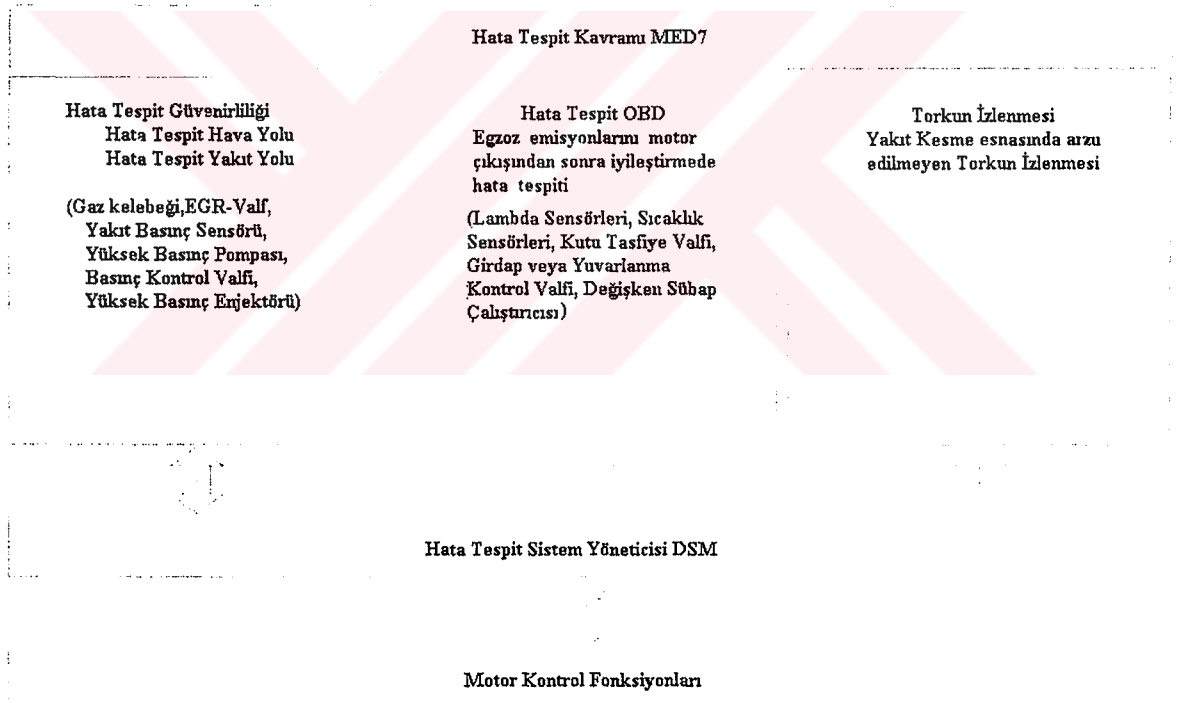 Hata Tespit Kavramı MED7
Hata Tespit Güvenirliliği
Hata Tespit Hava Yolu
Hata Tespit Yakıt Yolu
(Gaz kelebeği,EGR-Valf,
Yakıt Basınç Sensörü,
Yüksek Basınç Pompası,
Basınç Kontrol Valfi,
Yüksek Basınç Enjektörü)
Hata Tespit OBD
Egzoz emisyonlarını motor
çıkışından sonra iyileştirmede
hata tespiti
(Lambda Sensörleri, Sıcaklık
Sensörleri, Kutu Tasfiye Valfi,
Girdap veya Yuvarlanma
Kontrol Valfi, Değişken Sübap
Çalıştırıcısı)
Torkun İzlenmesi
Yakıt Kesme esnasında arzu
edilmeyen Torkun İzlenmesi
Hata Tespit Sistem Yöneticisi DSM
Motor Kontrol Fonksiyonları